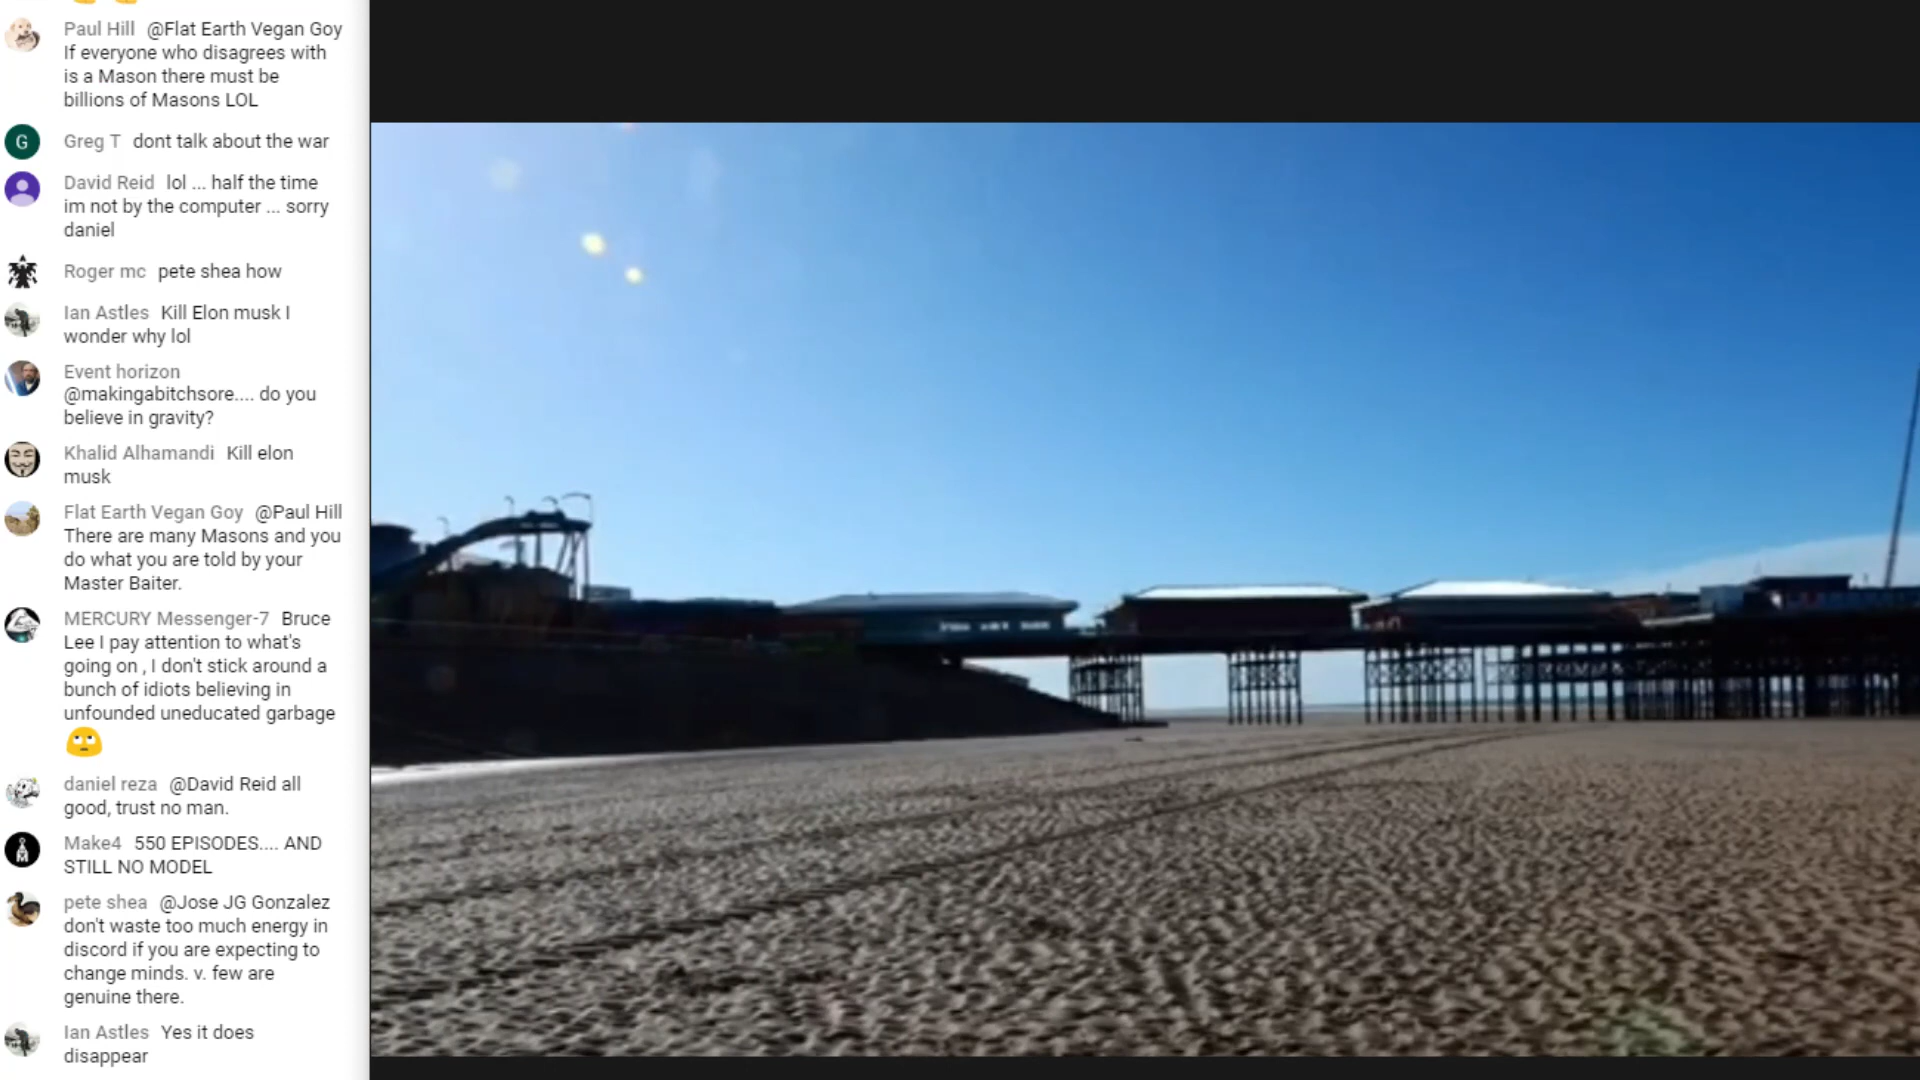 Paul Hill @Flat Earth Vegan Goy
If everyone who disagrees with
is a Mason there must be
billions of Masons LOL
G
Greg T dont talk about the war
David Reid lol ... half the time
im not by the computer ... sorry
daniel
Roger mc pete shea how
Ian Astles Kill Elon musk I
wonder why lol
Event horizon
@makingabitchsore.... do you
believe in gravity?
Khalid Alhamandi Kill elon
musk
Flat Earth Vegan Goy @Paul Hill
There are many Masons and you
do what you are told by your
Master Baiter.
MERCURY Messenger-7 Bruce
Lee I pay attention to what's
going on , I don't stick around a
bunch of idiots believing in
unfounded uneducated garbage
daniel reza @David Reid all
good, trust no man.
Make4 550 EPISODES.... AND
STILL NO MODEL
pete shea @Jose JG Gonzalez
don't waste too much energy in
discord if you are expecting to
change minds. v. few are
genuine there.
Ian Astles Yes it does
disappear